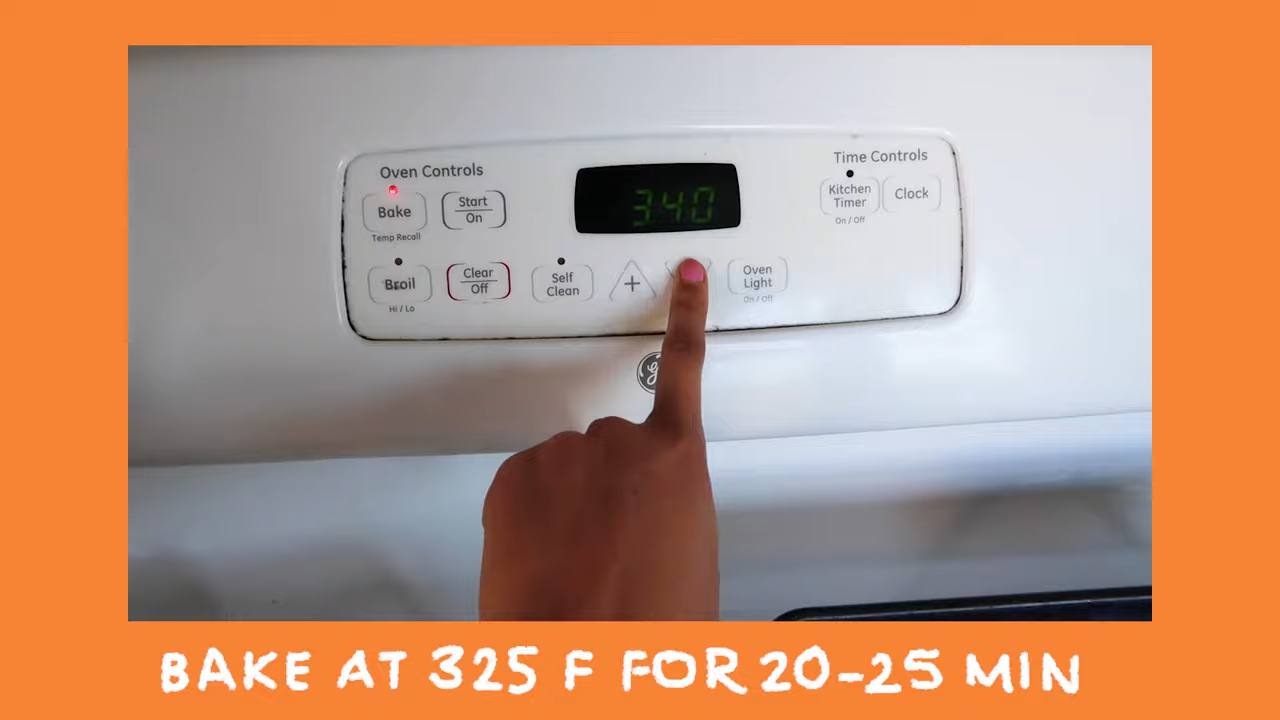 Oven Controls
Time Controls
Bake
Temp Recall
Start
On
340
Kitchen
Timer
On / Off
Clock
Broil
Hi / Lo
Clear
Off
Self
Clean
+
Oven
Light
On / Off
GE
BAKE AT 325 F FOR 20-25 MIN